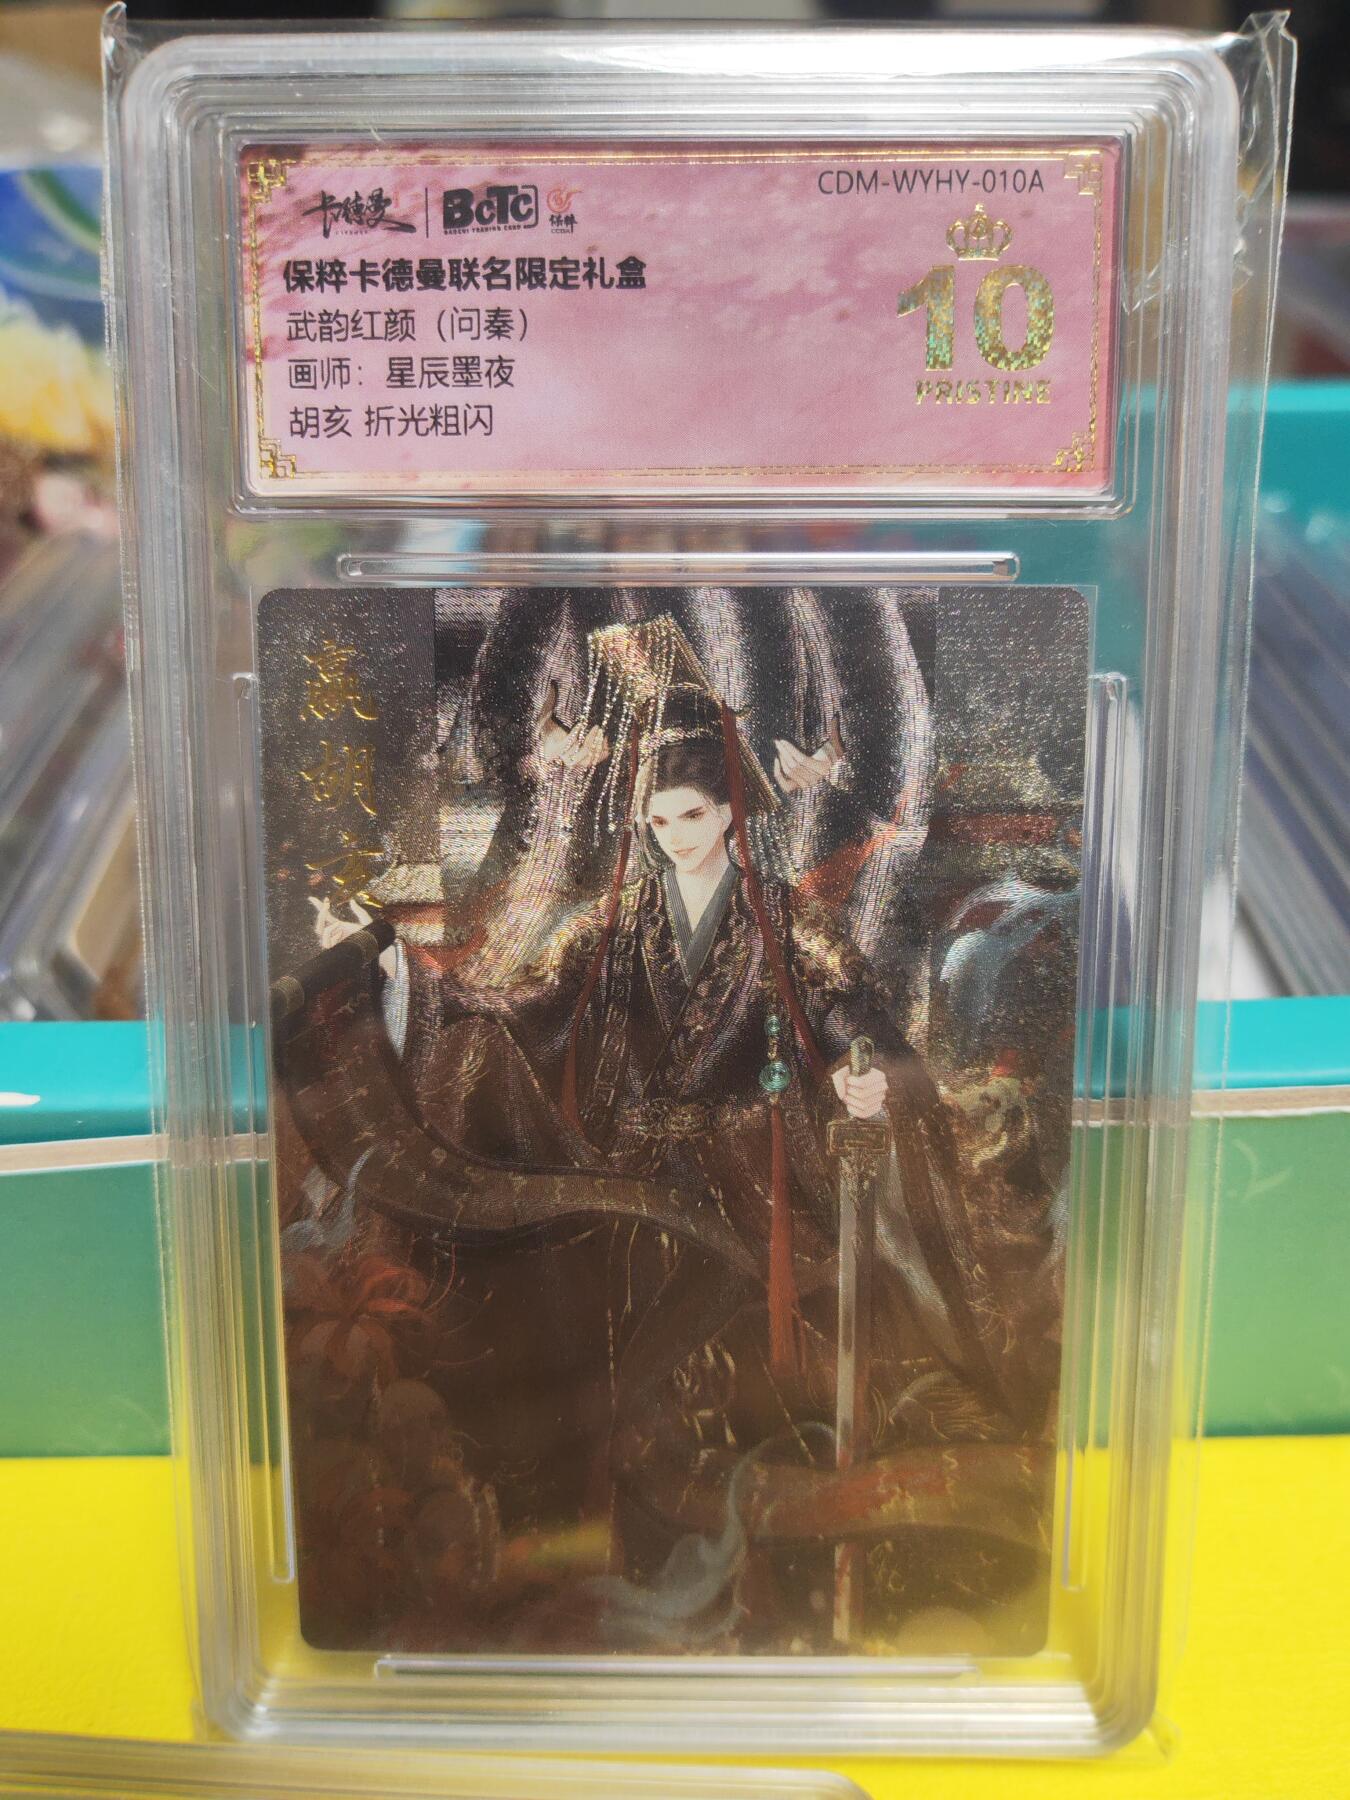 卡德曼 BCTC 保粹
CCBA
CDM-WYHY-010A
保粹卡德曼联名限定礼盒
武韵红颜（问秦）
画师：星辰墨夜
胡亥 折光粗闪
10
PRISTINE
嬴胡亥